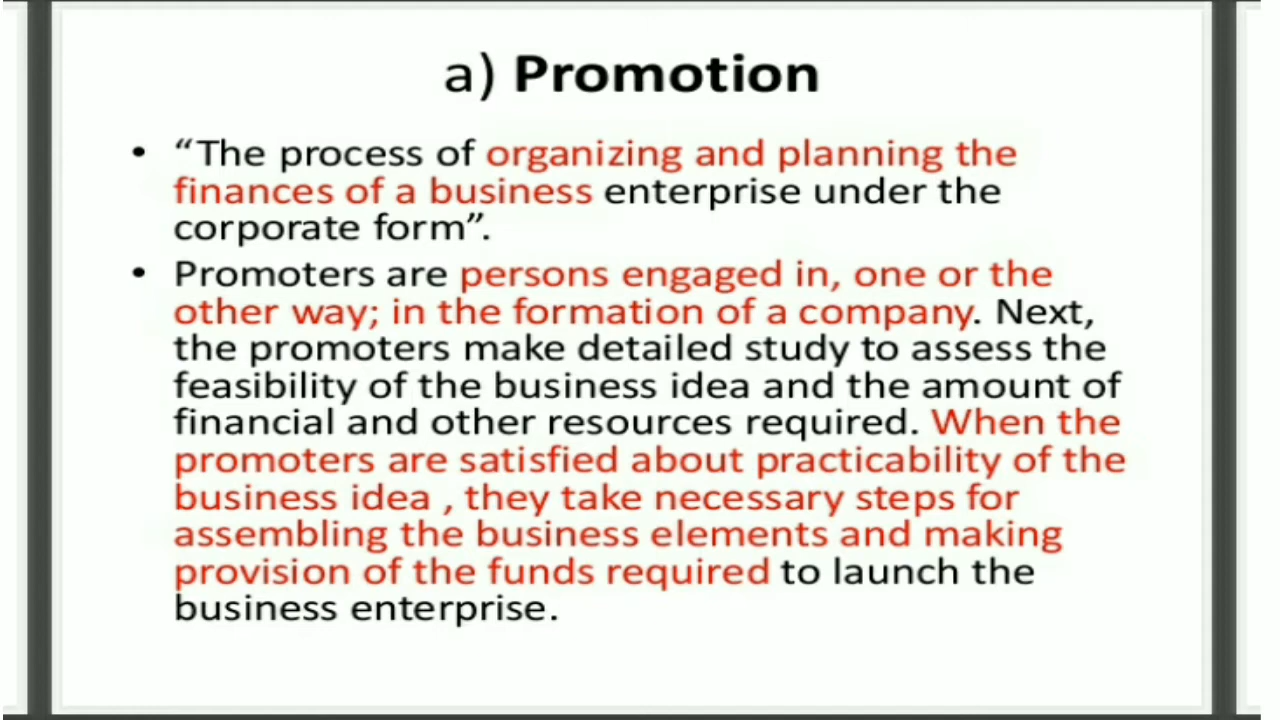 a) Promotion
• “The process of organizing and planning the
finances of a business enterprise under the
corporate form”.
• Promoters are persons engaged in, one or the
other way; in the formation of a company. Next,
the promoters make detailed study to assess the
feasibility of the business idea and the amount of
financial and other resources required. When the
promoters are satisfied about practicability of the
business idea , they take necessary steps for
assembling the business elements and making
provision of the funds required to launch the
business enterprise.